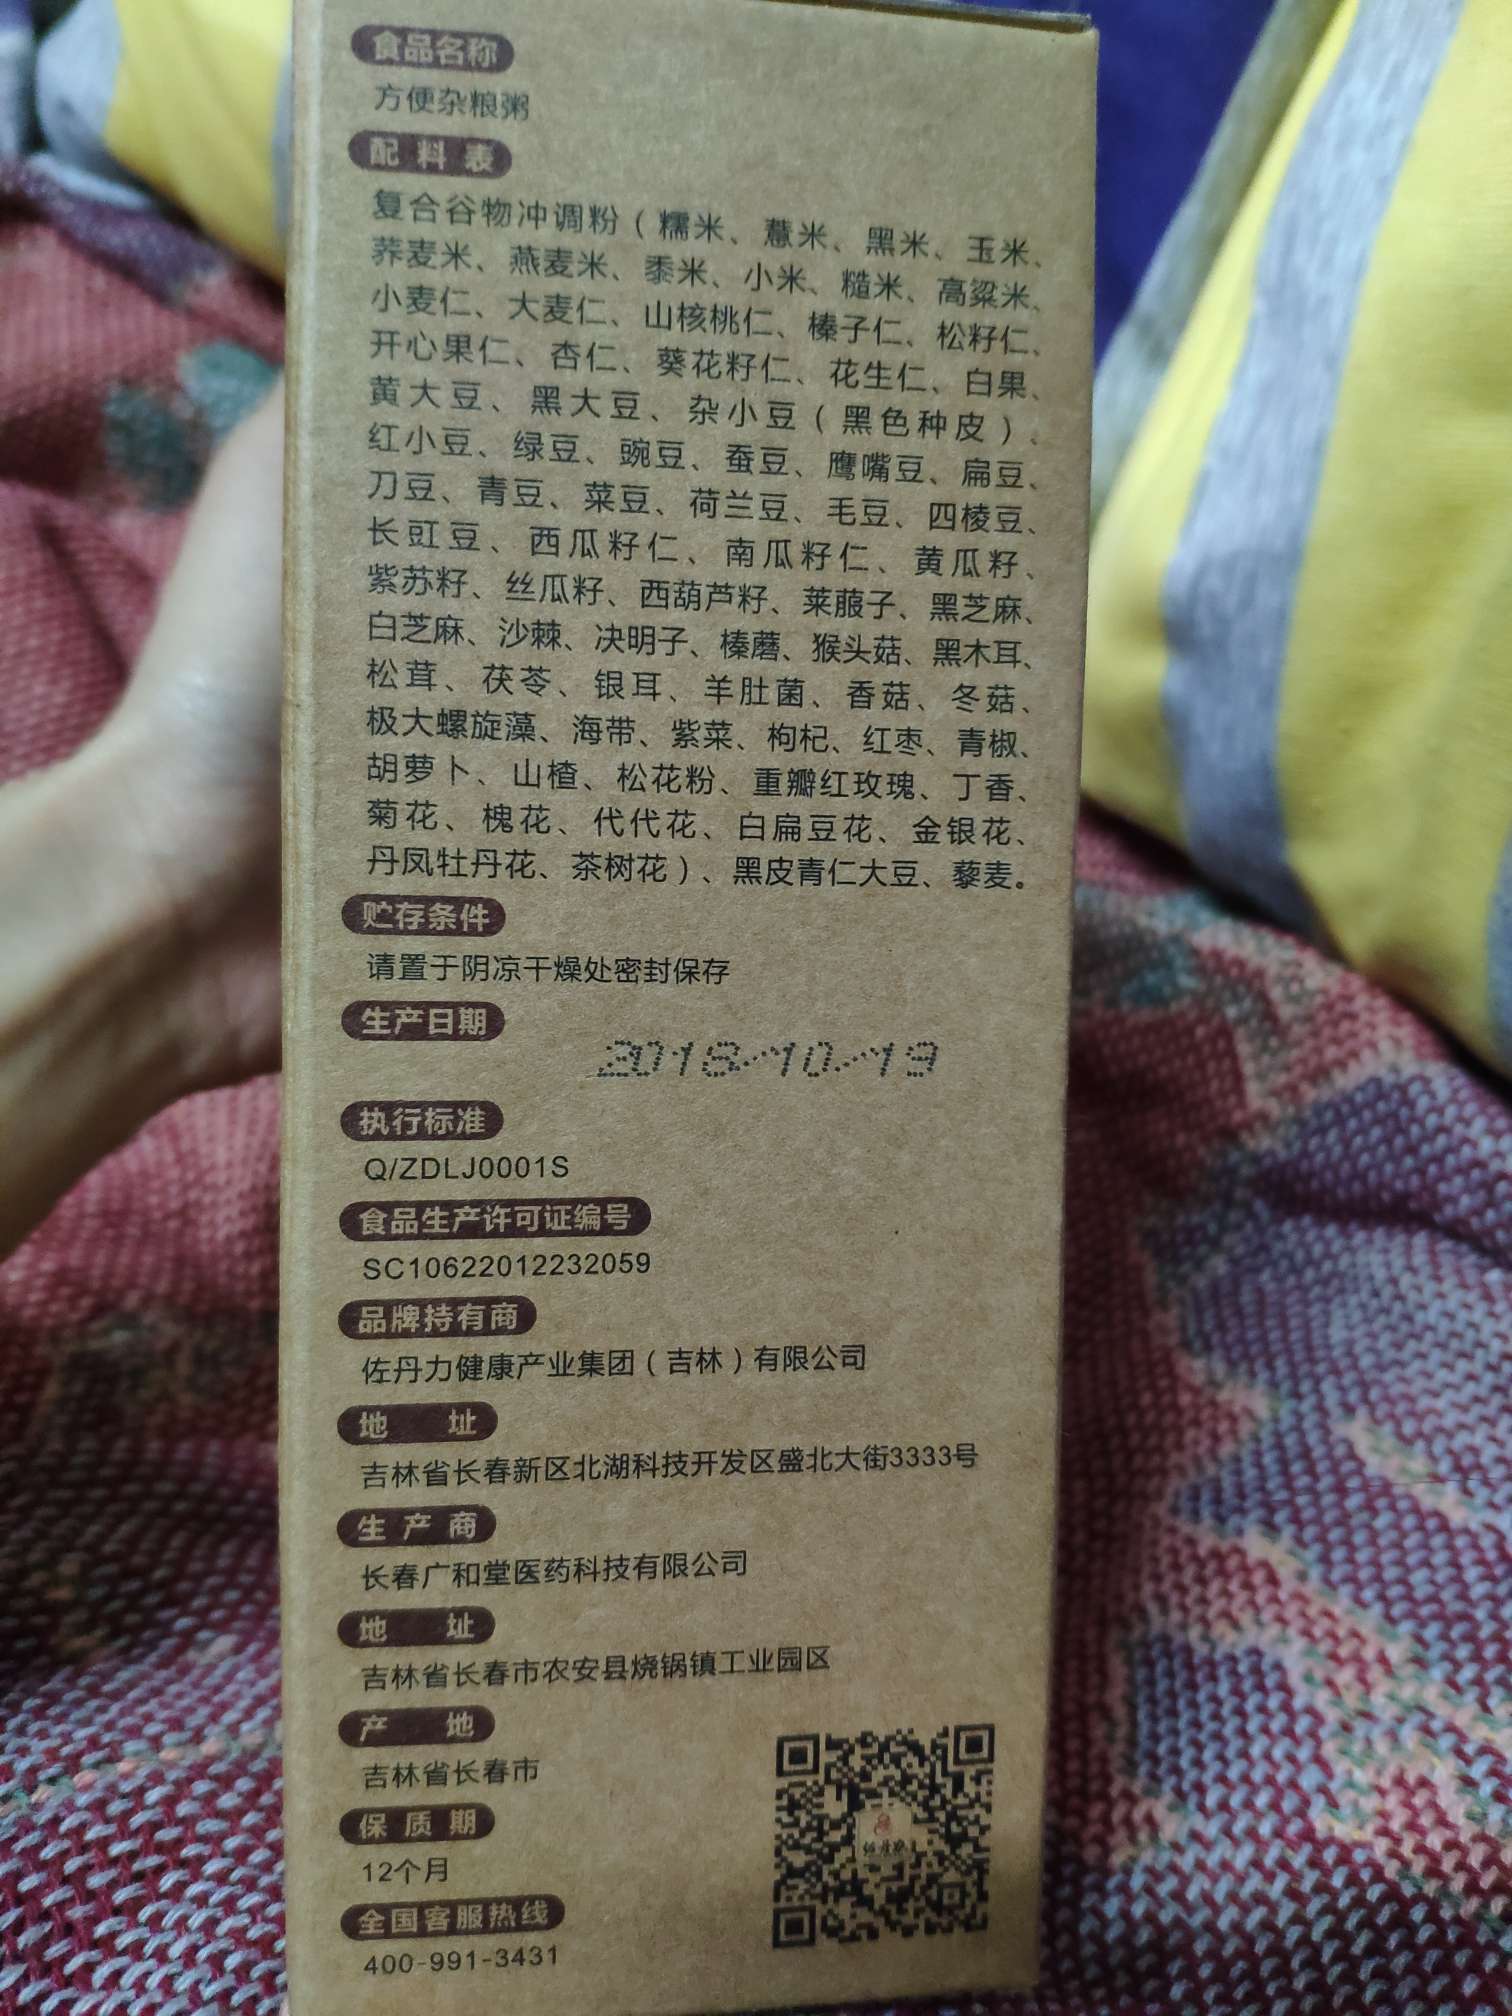 食品名称
方便杂粮粥
配料表
复合谷物冲调粉（糯米、薏米、黑米、玉米、
荞麦米、燕麦米、黍米、小米、糙米、高粱米、
小麦仁、大麦仁、山核桃仁、榛子仁、松籽仁、
开心果仁、杏仁、葵花籽仁、花生仁、白果、
黄大豆、黑大豆、杂小豆（黑色种皮）、
红小豆、绿豆、豌豆、蚕豆、鹰嘴豆、扁豆、
刀豆、青豆、菜豆、荷兰豆、毛豆、四棱豆、
长豇豆、西瓜籽仁、南瓜籽仁、黄瓜籽、
紫苏籽、丝瓜籽、西葫芦籽、莱菔子、黑芝麻、
白芝麻、沙棘、决明子、榛蘑、猴头菇、黑木耳、
松茸、茯苓、银耳、羊肚菌、香菇、冬菇、
极大螺旋藻、海带、紫菜、枸杞、红枣、青椒、
胡萝卜、山楂、松花粉、重瓣红玫瑰、丁香、
菊花、槐花、代代花、白扁豆花、金银花、
丹凤牡丹花、茶树花）、黑皮青仁大豆、藜麦。
贮存条件
请置于阴凉干燥处密封保存
生产日期
2018/10/19
执行标准
Q/ZDLJ0001S
食品生产许可证编号
SC10622012232059
品牌持有商
佐丹力健康产业集团（吉林）有限公司
地 址
吉林省长春新区北湖科技开发区盛北大街3333号
生产商
长春广和堂医药科技有限公司
地 址
吉林省长春市农安县烧锅镇工业园区
产 地
吉林省长春市
保质期
12个月
全国客服热线
400-991-3431